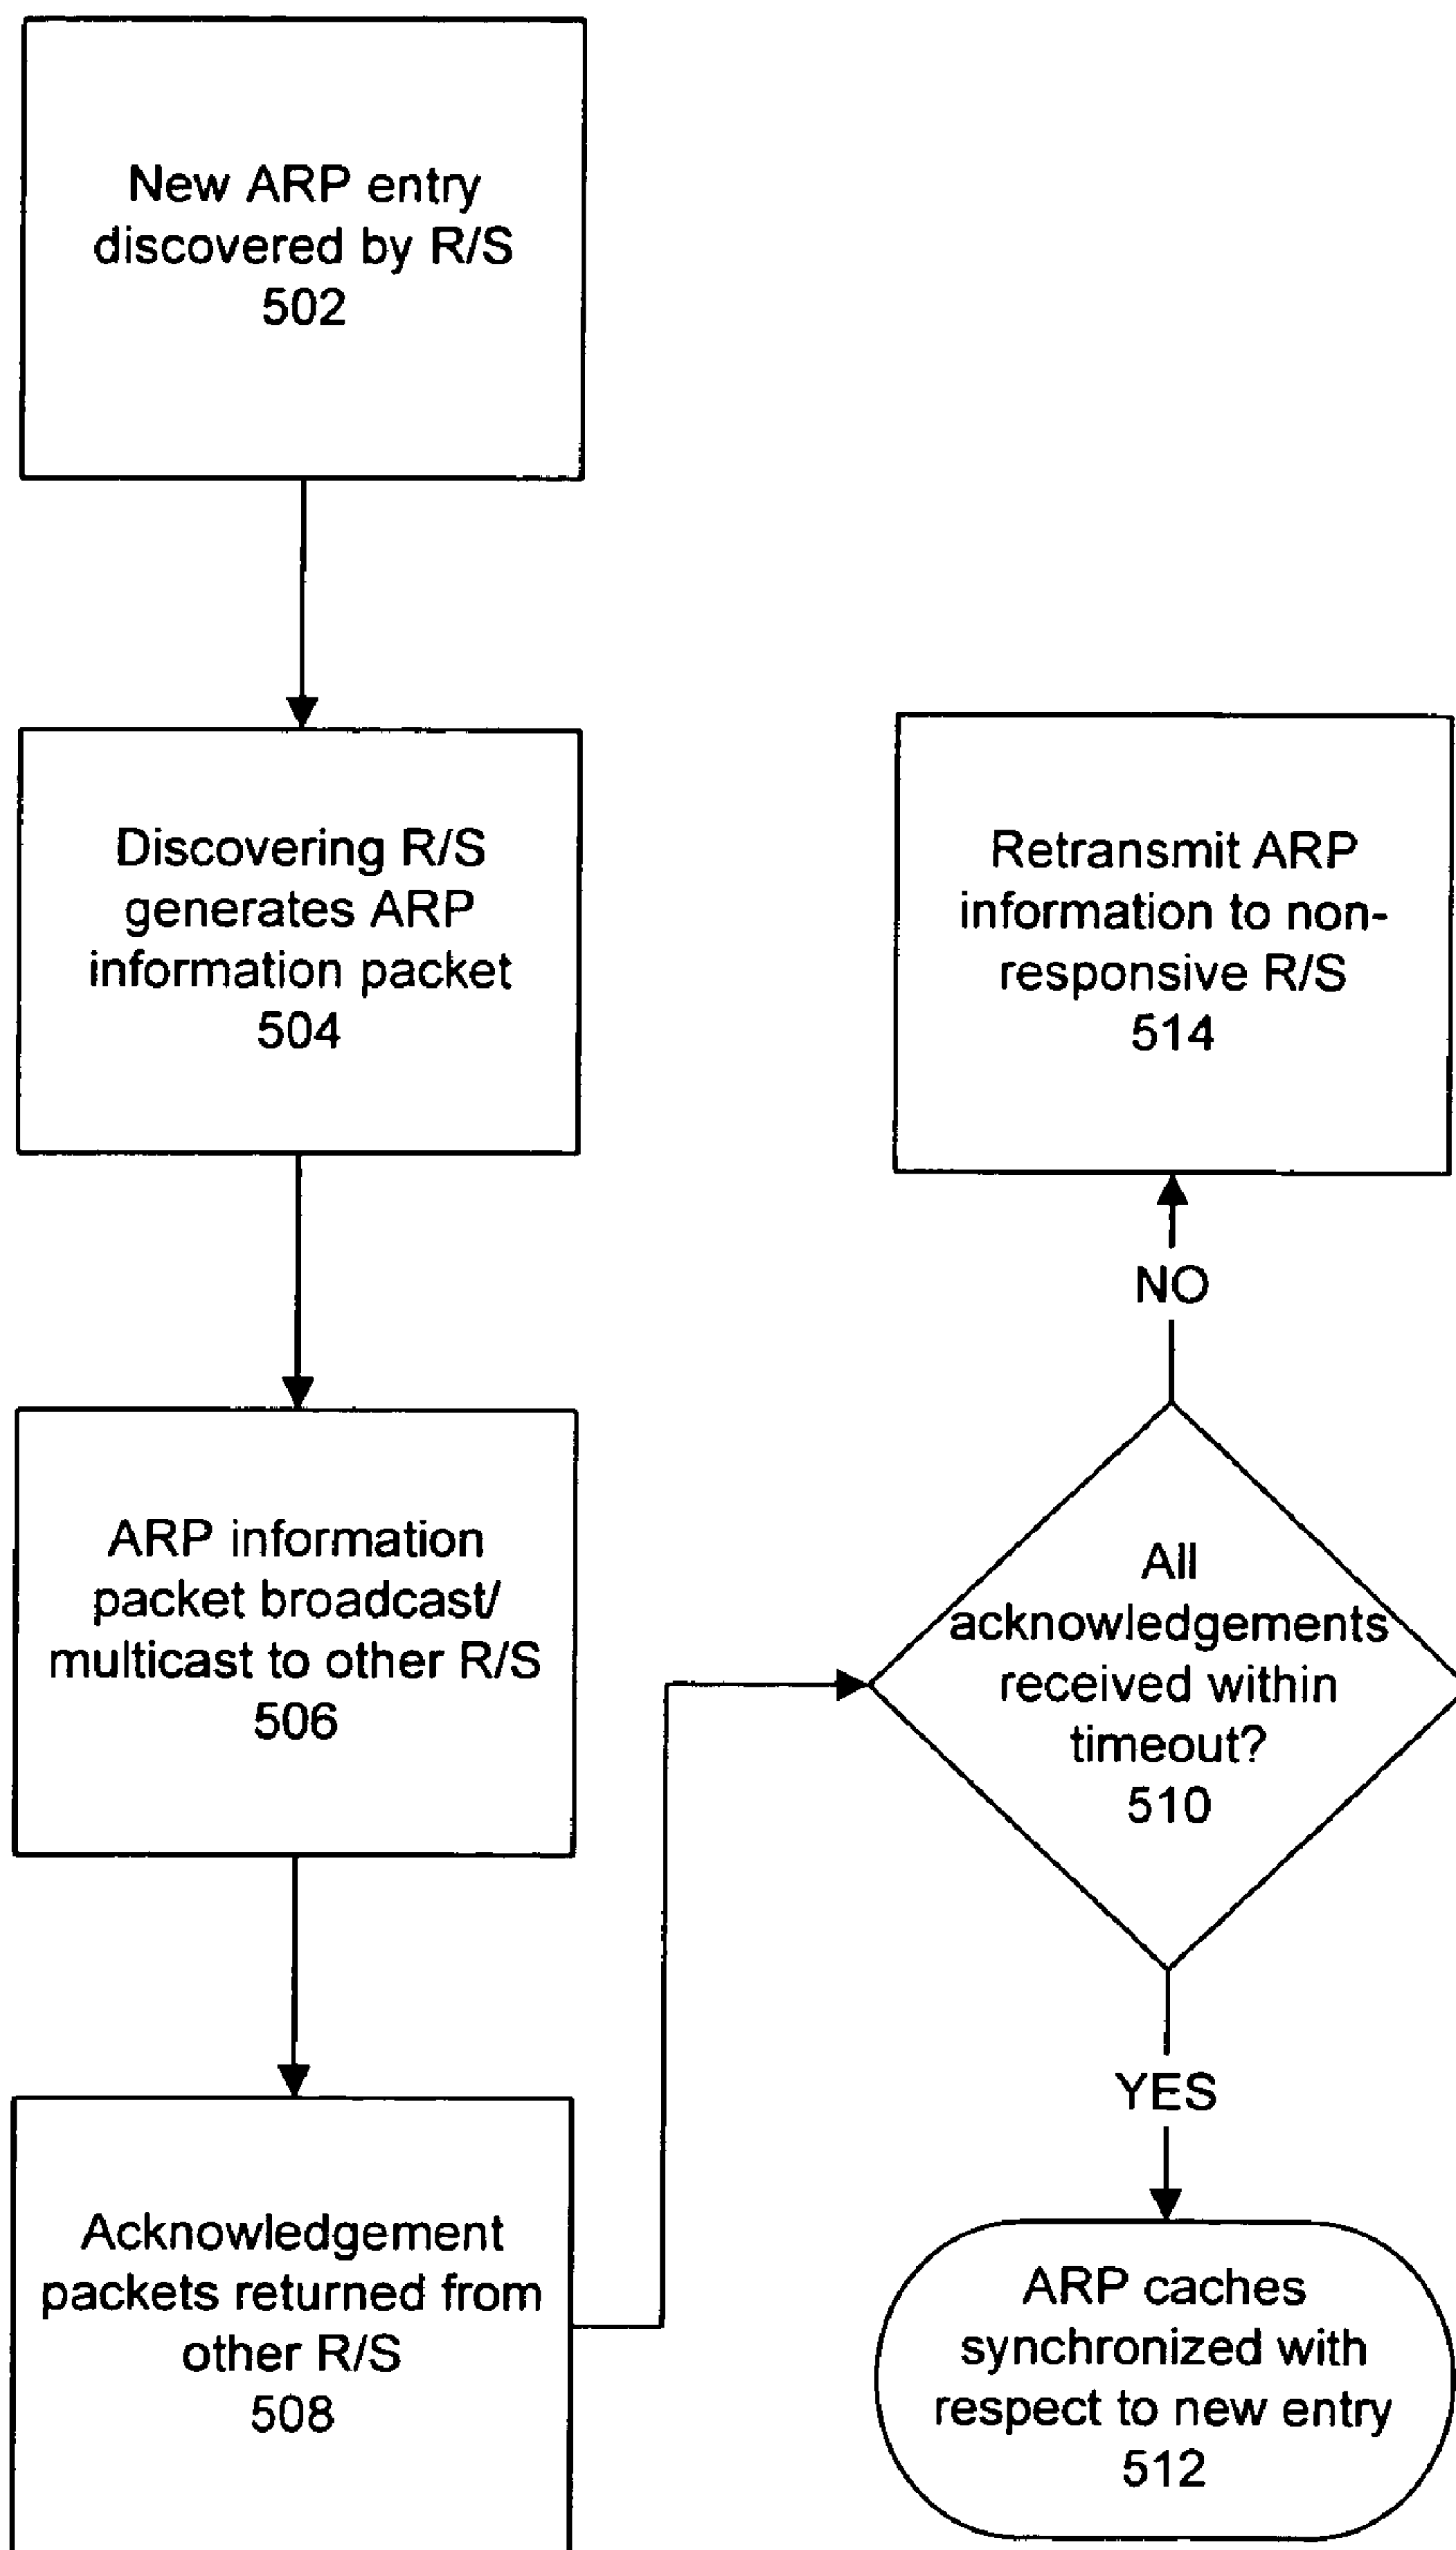 New ARP entry
discovered by R/S
502
Discovering R/S
generates ARP
information packet
504
ARP information
packet broadcast/
multicast to other R/S
506
Acknowledgement
packets returned from
other R/S
508
Retransmit ARP
information to non-
responsive R/S
514
NO
All
acknowledgements
received within
timeout?
510
YES
ARP caches
synchronized with
respect to new entry
512